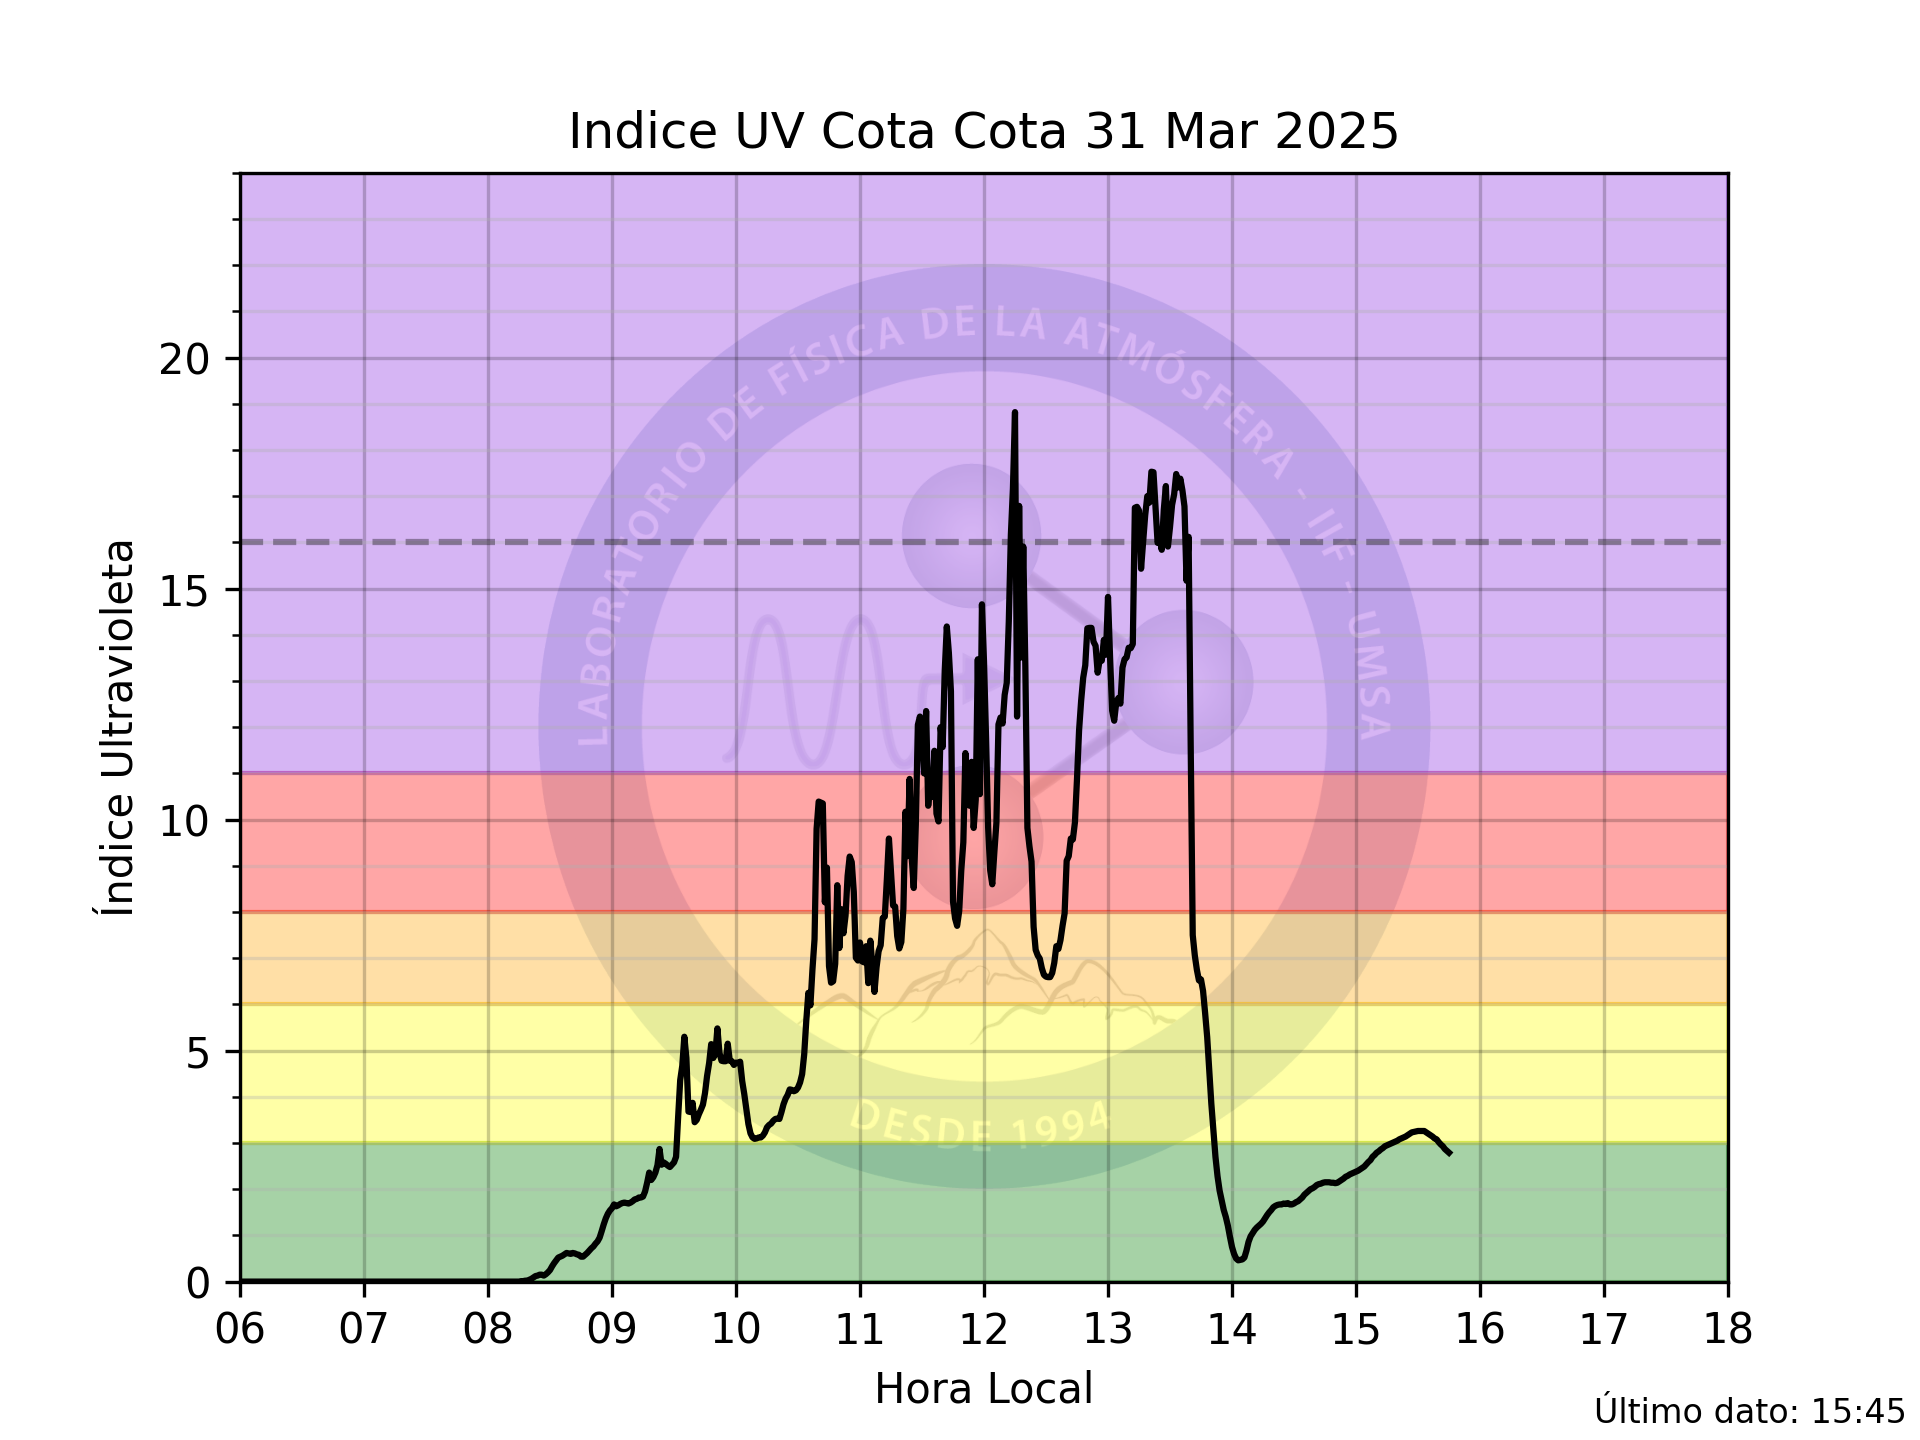 Indice UV Cota Cota 31 Mar 2025
Índice Ultravioleta
20
15
10
5
0
LABORATORIO DE FÍSICA DE LA ATMÓSFERA - IIF - UMSA
DESDE 1994
06 07 08 09 10 11 12 13 14 15 16 17 18
Hora Local
Último dato: 15:45